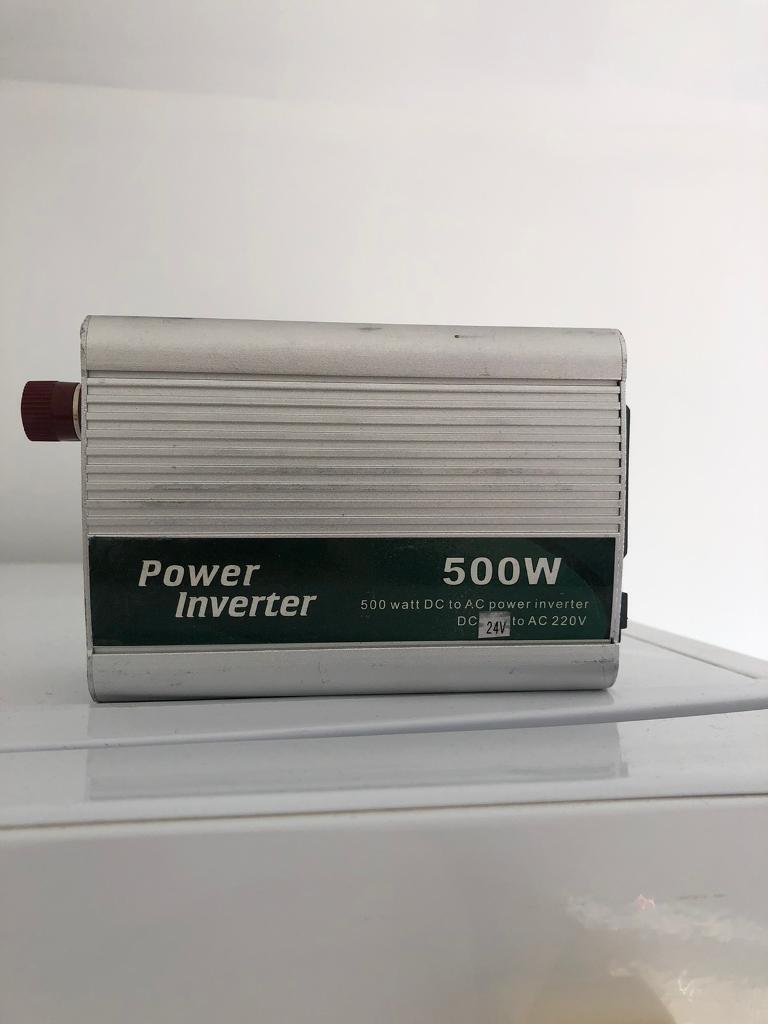 Power
Inverter
500W
500 watt DC to AC power inverter
DC 24V to AC 220V